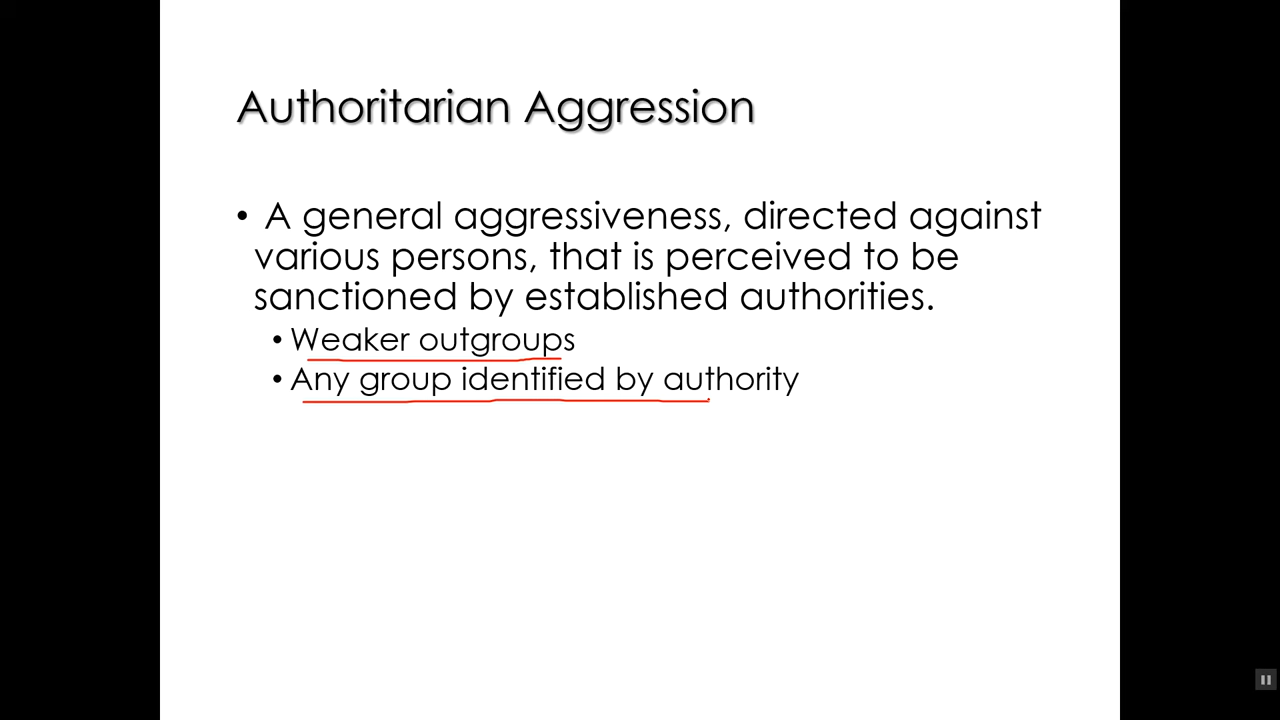 Authoritarian Aggression
• A general aggressiveness, directed against
various persons, that is perceived to be
sanctioned by established authorities.
• Weaker outgroups
• Any group identified by authority